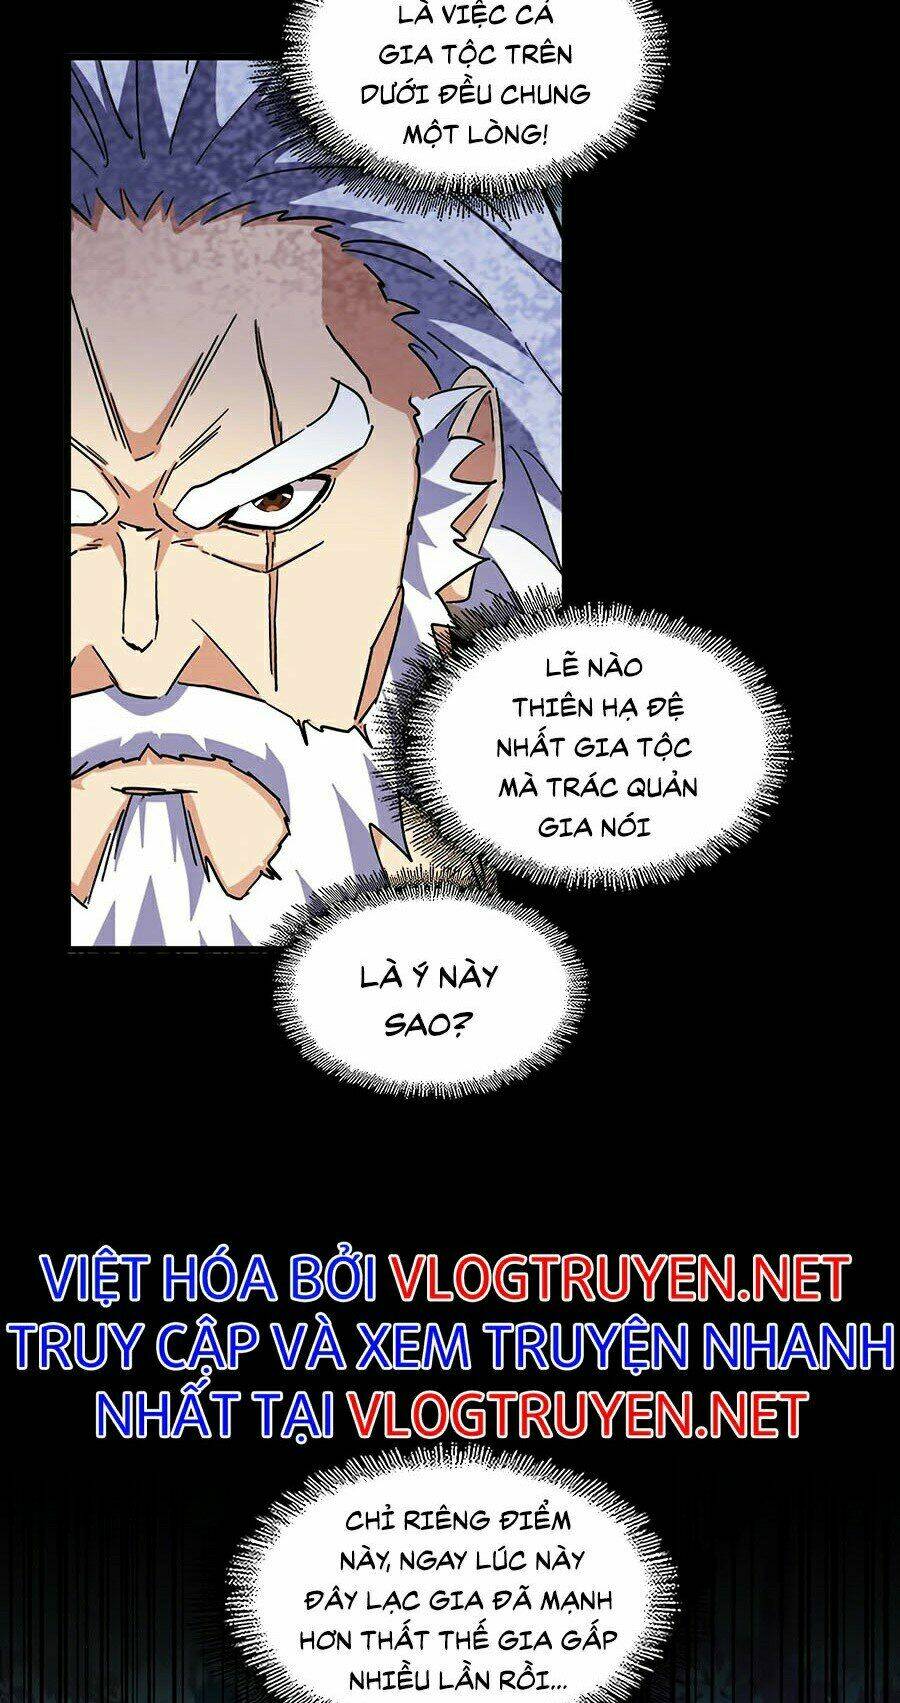 LÀ VIỆC CẢ
GIA TỘC TRÊN
DƯỚI ĐỀU CHUNG
MỘT LÒNG!
LẼ NÀO
THIÊN HẠ ĐỆ
NHẤT GIA TỘC
MÀ TRÁC QUẢN
GIA NÓI
LÀ Ý NÀY
SAO?
VIỆT HÓA BỞI VLOGTRUYEN.NET
TRUY CẬP VÀ XEM TRUYỆN NHANH
NHẤT TẠI VLOGTRUYEN.NET
CHỈ RIÊNG ĐIỂM
NÀY, NGAY LÚC NÀY
ĐÂY LẠC GIA ĐÃ MẠNH
HƠN THẤT THẾ GIA GẤP
NHIỀU LẦN RỒI...